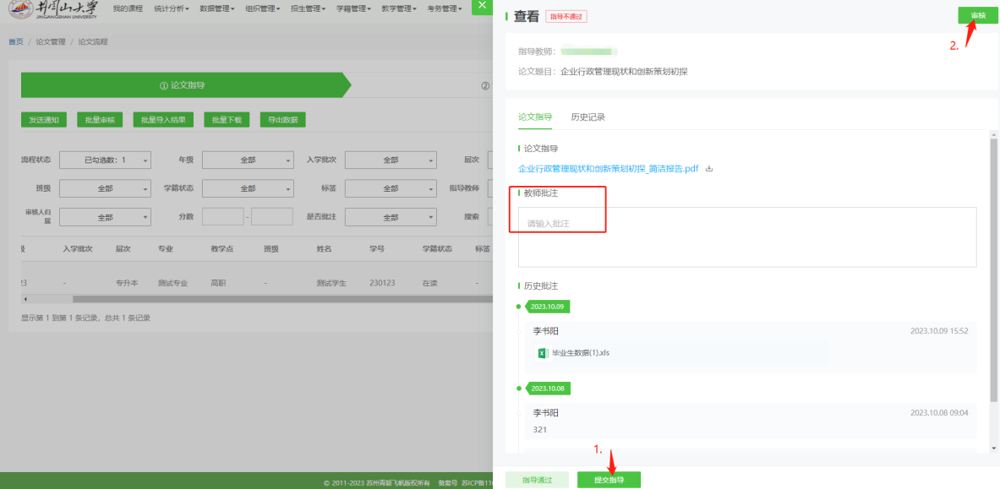 井冈山大学
JINGANGSHAN UNIVERSITY
我的课程 统计分析 数据管理 组织管理 招生管理 学籍管理 教学管理 考务管理
首页 / 论文管理 / 论文流程
① 论文指导
②
发送通知 批量审核 批量导入结果 批量下载 导出数据
流程状态 已勾选数：1 年级 全部 入学批次 全部 层次
班级 全部 学籍状态 全部 标签 全部 指导教师
审核人归
属 全部 分数 - 是否批注 全部 搜索
入学批次 层次 专业 教学点 班级 姓名 学号 学籍状态 标签
- 专升本 测试专业 高职 - 测试学生 230123 在读 -
显示第 1 到第 1 条记录，总共 1 条记录
© 2011-2023 苏州青颖飞帆版权所有 备案号 苏ICP备11
查看 指导不通过 审核
2.
指导教师：
论文题目：企业行政管理现状和创新策划初探
论文指导 历史记录
论文指导
企业行政管理现状和创新策划初探_简洁报告.pdf
教师批注
请输入批注
历史批注
2023.10.09
李书阳 2023.10.09 15:52
毕业生数据(1).xls
2023.10.08
李书阳 2023.10.08 09:04
321
1.
指导通过 提交指导